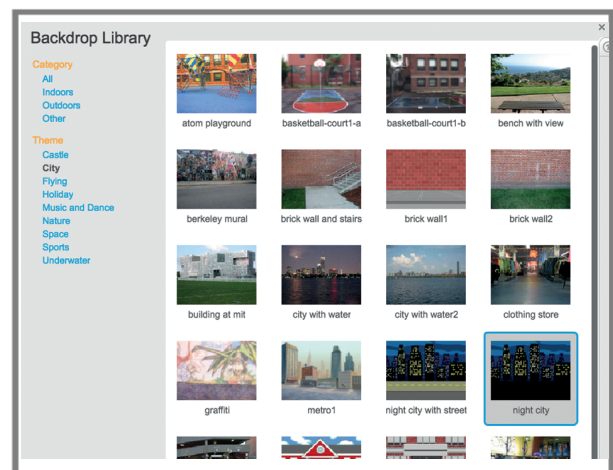 Backdrop Library
Category
All
Indoors
Outdoors
Other
Theme
Castle
City
Flying
Holiday
Music and Dance
Nature
Space
Sports
Underwater
atom playground
basketball-court1-a
basketball-court1-b
bench with view
berkeley mural
brick wall and stairs
brick wall1
brick wall2
building at mit
city with water
city with water2
clothing store
graffiti
metro1
night city with street
night city